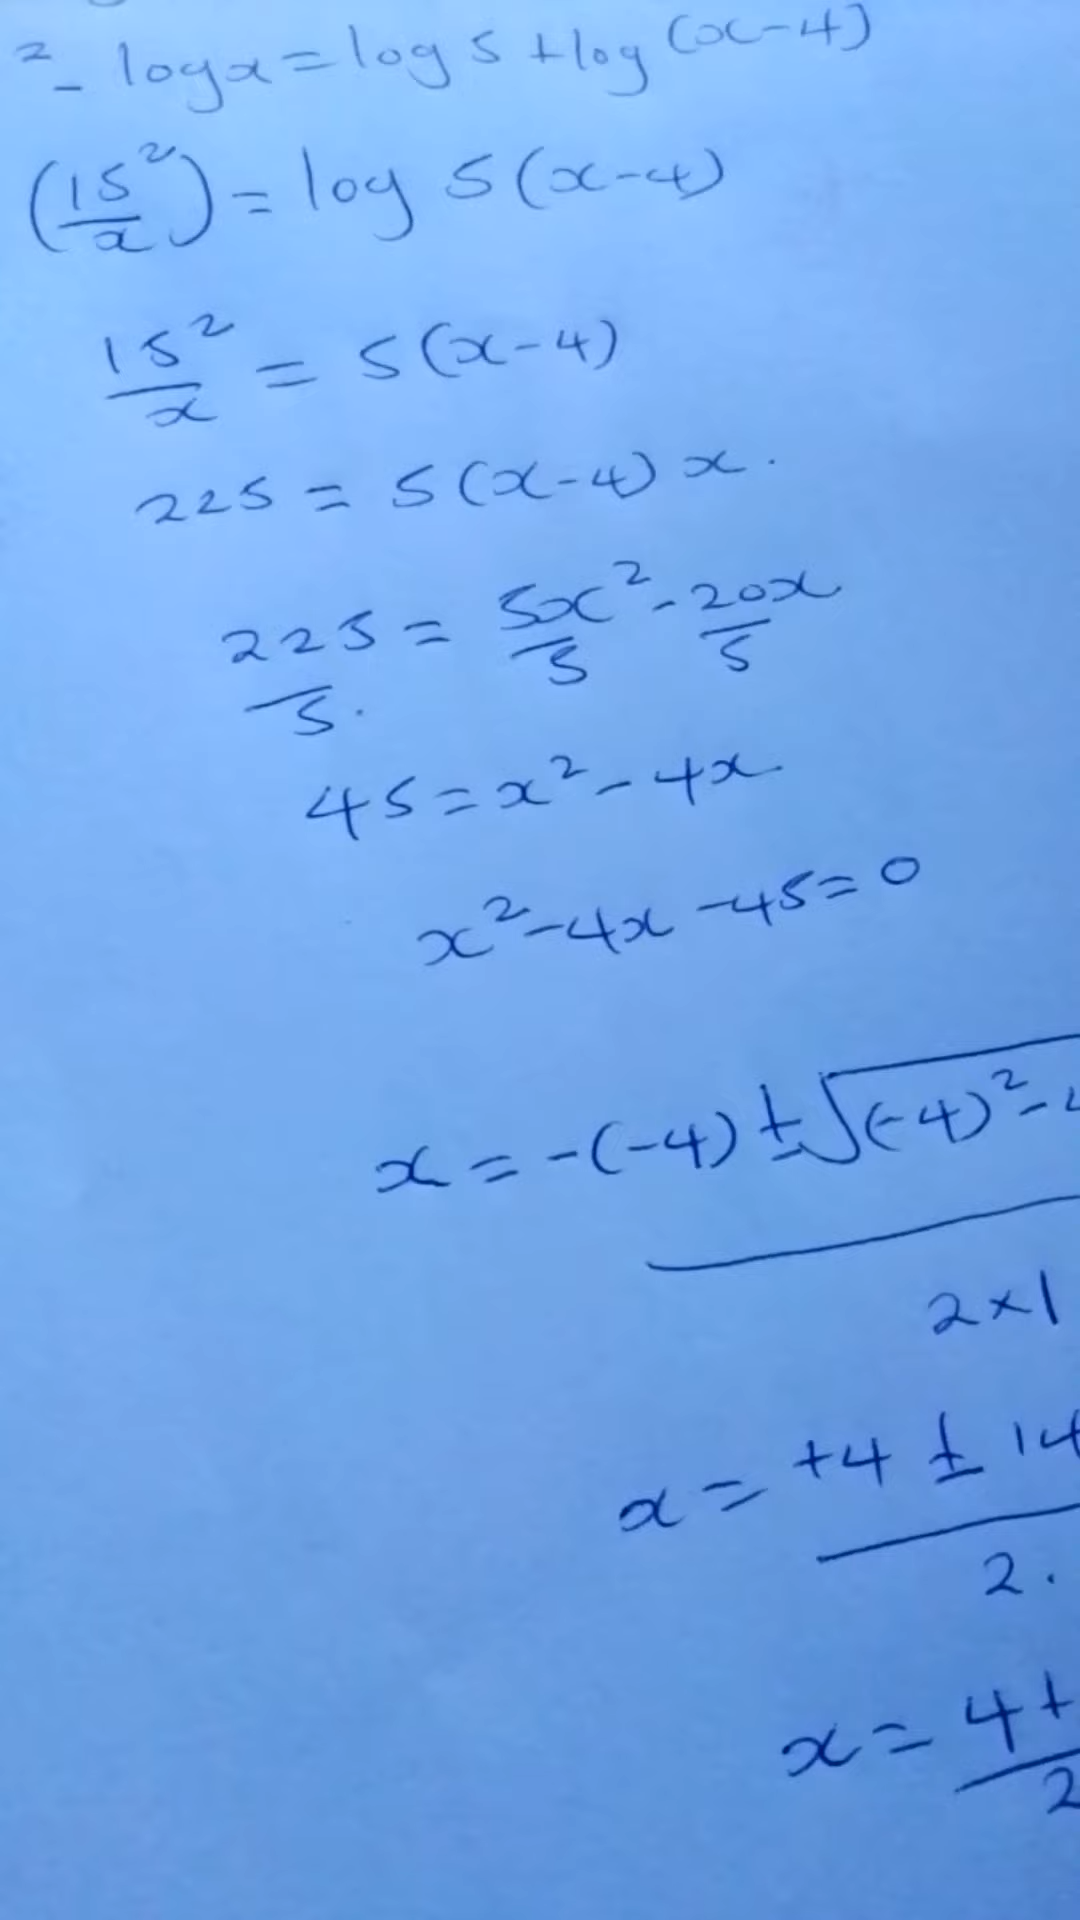 ² - log x = log 5 + log (x-4)
(15²/x) = log 5 (x-4)
15²/x = 5(x-4)
225 = 5(x-4) x.
225/5. = 5x²/5 - 20x/5
45 = x² - 4x
x² - 4x - 45 = 0
x = -(-4) ± √(-4)² -
2×1
x = +4 ± 14
2.
x = 4+
2